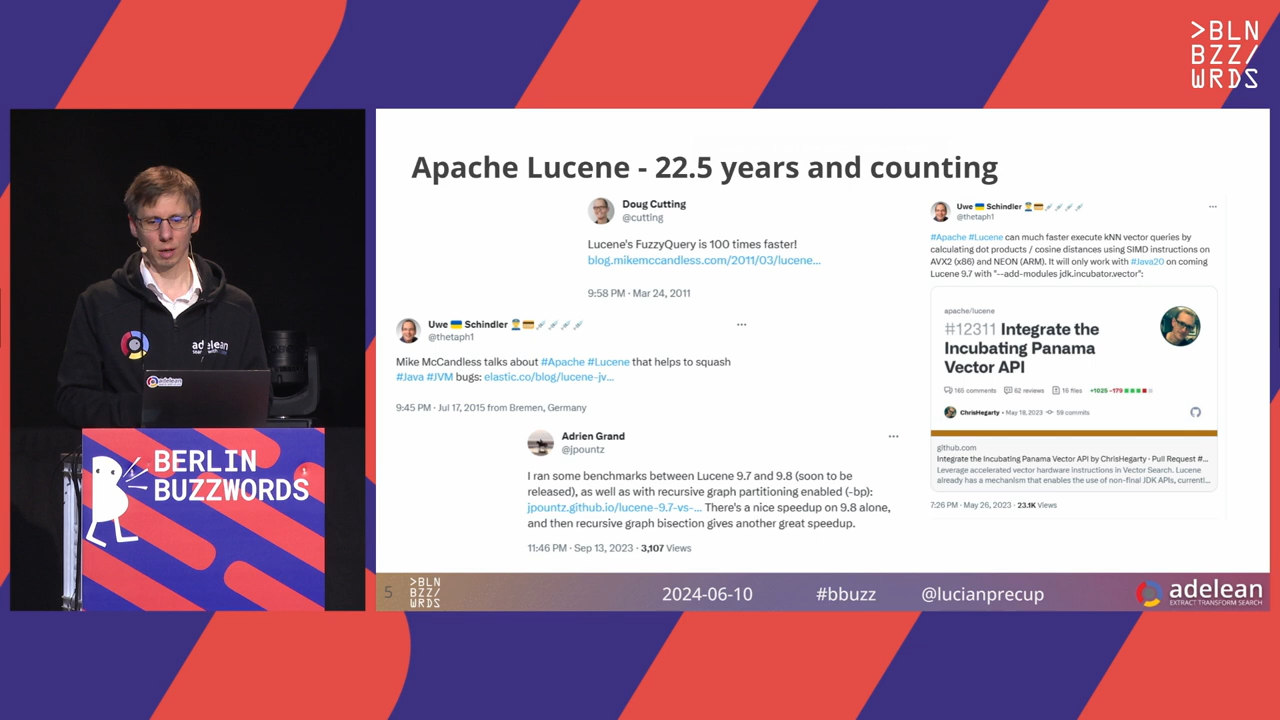 >BLN
BZZ/
WRDS
Apache Lucene - 22.5 years and counting
Doug Cutting
@cutting
Lucene's FuzzyQuery is 100 times faster!
blog.mikemccandless.com/2011/03/lucene...
9:58 PM · Mar 24, 2011
Uwe 🇺🇦 Schindler
@thetaph1
Mike McCandless talks about #Apache #Lucene that helps to squash
#Java #JVM bugs: elastic.co/blog/lucene-jv...
9:45 PM · Jul 17, 2015 from Bremen, Germany
Adrien Grand
@jpountz
I ran some benchmarks between Lucene 9.7 and 9.8 (soon to be
released), as well as with recursive graph partitioning enabled (-bp):
jpountz.github.io/lucene-9.7-vs-... There's a nice speedup on 9.8 alone,
and then recursive graph bisection gives another great speedup.
11:46 PM · Sep 13, 2023 · 3,107 Views
Uwe 🇺🇦 Schindler
@thetaph1
#Apache #Lucene can much faster execute kNN vector queries by
calculating dot products / cosine distances using SIMD instructions on
AVX2 (x86) and NEON (ARM). It will only work with #Java20 on coming
Lucene 9.7 with "--add-modules jdk.incubator.vector":
apache/lucene
#12311 Integrate the
Incubating Panama
Vector API
165 comments 62 reviews 16 files +1025 -179
ChrisHegarty • May 18, 2023 59 commits
github.com
Integrate the Incubating Panama Vector API by ChrisHegarty · Pull Request #...
Leverage accelerated vector hardware instructions in Vector Search. Lucene
already has a mechanism that enables the use of non-final JDK APIs, currentl...
7:26 PM · May 26, 2023 · 23.1K Views
5
>BLN
BZZ/
WRDS
2024-06-10
#bbuzz
@lucianprecup
adelean
EXTRACT TRANSFORM SEARCH
adelean
adelean
BERLIN
BUZZWORDS